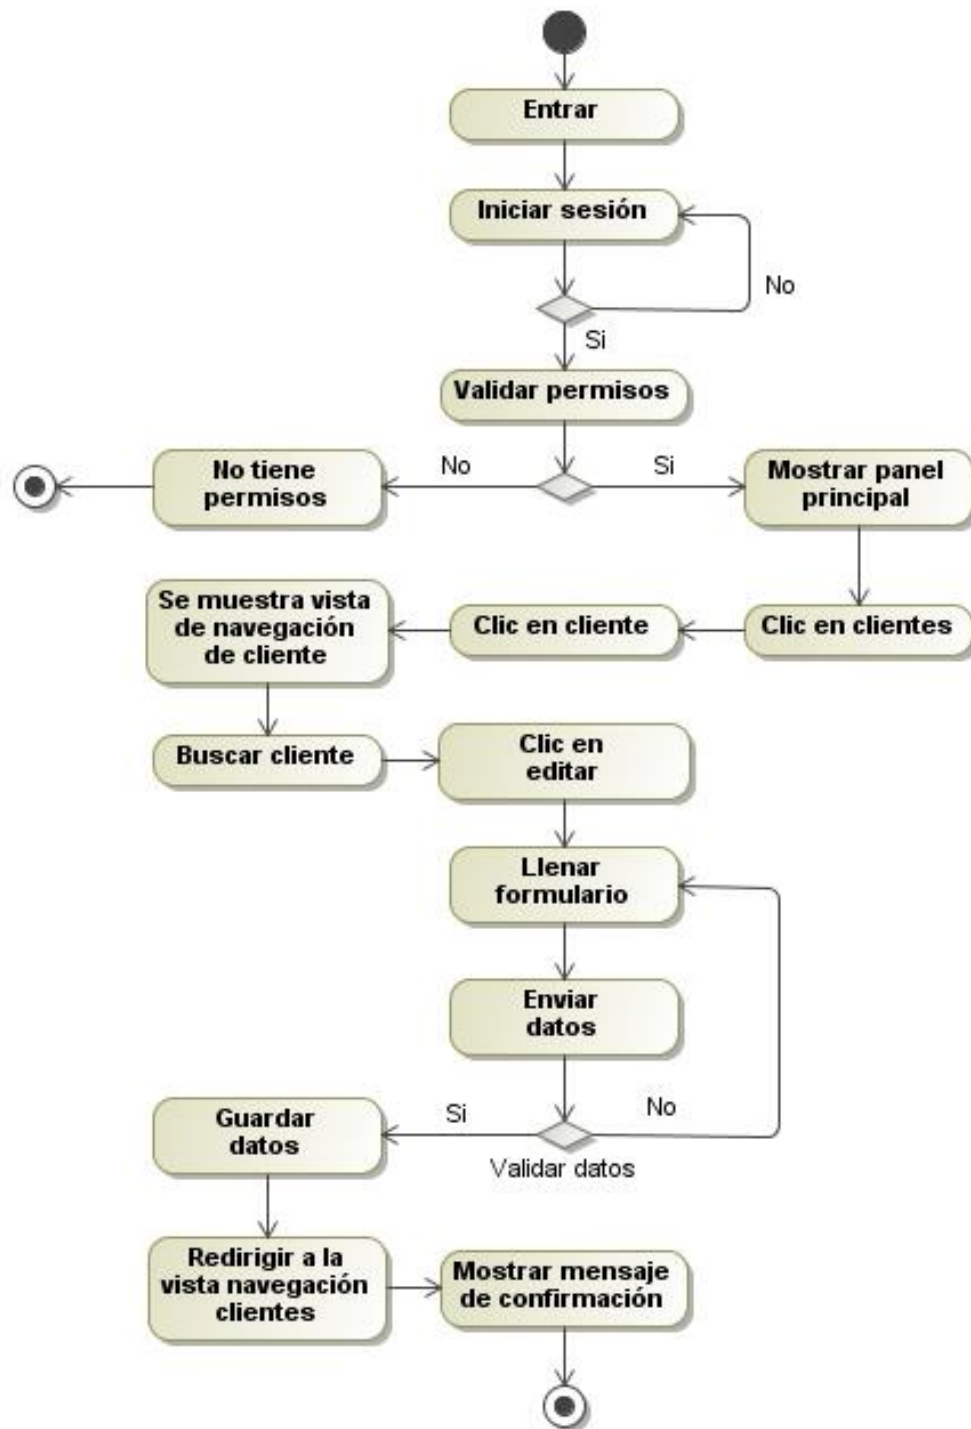 Entrar
Iniciar sesión
No
Si
Validar permisos
No tiene
permisos
No
Si
Mostrar panel
principal
Se muestra vista
de navegación
de cliente
Clic en cliente
Clic en clientes
Buscar cliente
Clic en
editar
Llenar
formulario
Enviar
datos
Guardar
datos
Si
No
Validar datos
Redirigir a la
vista navegación
clientes
Mostrar mensaje
de confirmación